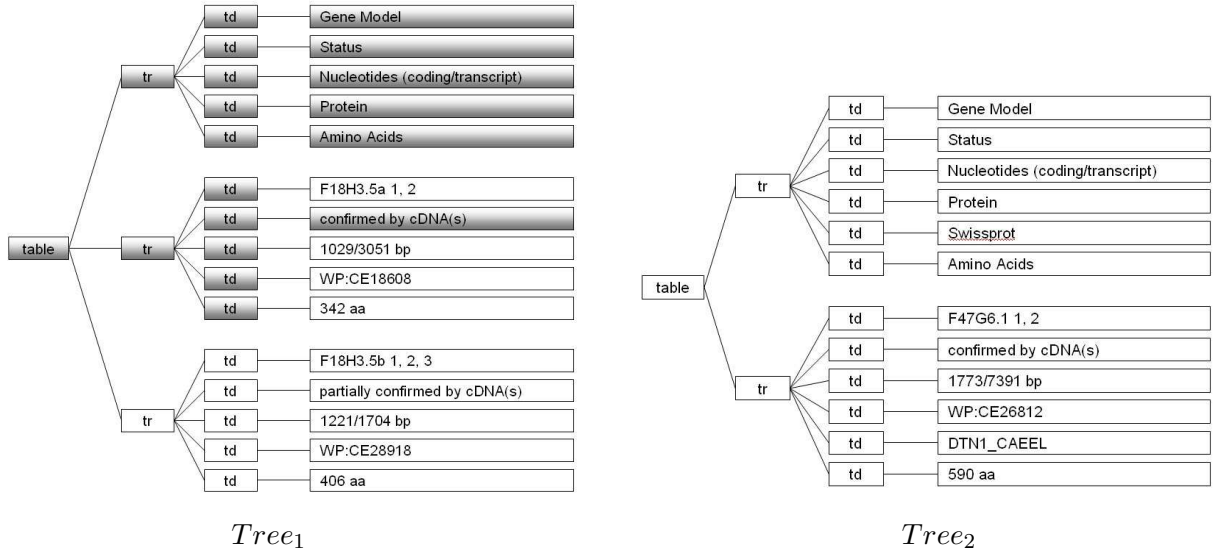 td Gene Model
td Status
tr td Nucleotides (coding/transcript)
td Protein
td Amino Acids
td F18H3.5a 1, 2
td confirmed by cDNA(s)
table tr td 1029/3051 bp
td WP:CE18608
td 342 aa
td F18H3.5b 1, 2, 3
td partially confirmed by cDNA(s)
tr td 1221/1704 bp
td WP:CE28918
td 406 aa
Tree1
td Gene Model
td Status
td Nucleotides (coding/transcript)
tr td Protein
td Swissprot
td Amino Acids
table
td F47G6.1 1, 2
td confirmed by cDNA(s)
tr td 1773/7391 bp
td WP:CE26812
td DTN1_CAEEL
td 590 aa
Tree2